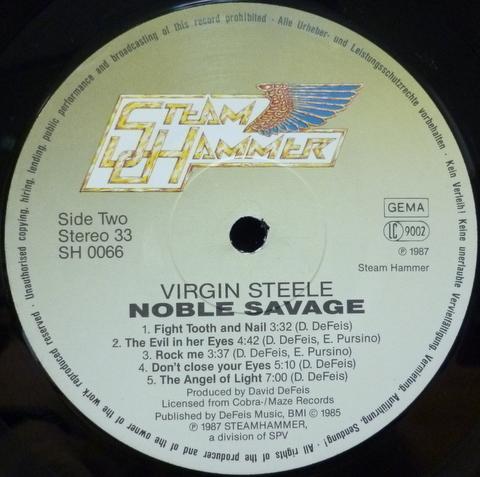 Unauthorised copying, hiring, lending, public performance and broadcasting of this record prohibited · Alle Urheber- und Leistungsschutzrechte vorbehalten · Kein Verleih! Keine unerlaubte Vervielfältigung, Vermietung, Aufführung, Sendung! · All rights of the producer and of the owner of the work reproduced reserved ·
STEAM
HAMMER
Side Two
Stereo 33
SH 0066
GEMA
LC 9002
℗ 1987
Steam Hammer
VIRGIN STEELE
NOBLE SAVAGE
1. Fight Tooth and Nail 3:32 (D. DeFeis)
2. The Evil in her Eyes 4:42 (D. DeFeis, E. Pursino)
3. Rock me 3:37 (D. DeFeis, E. Pursino)
4. Don't close your Eyes 5:10 (D. DeFeis)
5. The Angel of Light 7:00 (D. DeFeis)
Produced by David DeFeis
Licensed from Cobra-/Maze Records
Published by DeFeis Music, BMI © 1985
℗ 1987 STEAMHAMMER,
a division of SPV